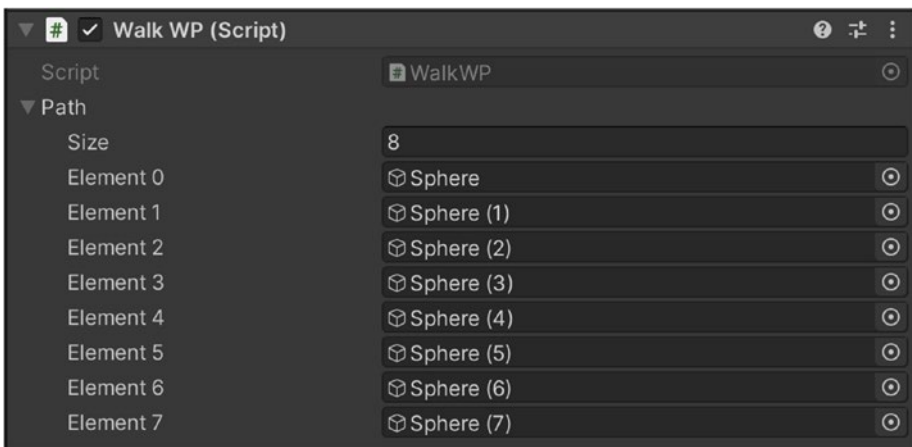 # Walk WP (Script)
Script # WalkWP
Path
Size 8
Element 0 Sphere
Element 1 Sphere (1)
Element 2 Sphere (2)
Element 3 Sphere (3)
Element 4 Sphere (4)
Element 5 Sphere (5)
Element 6 Sphere (6)
Element 7 Sphere (7)